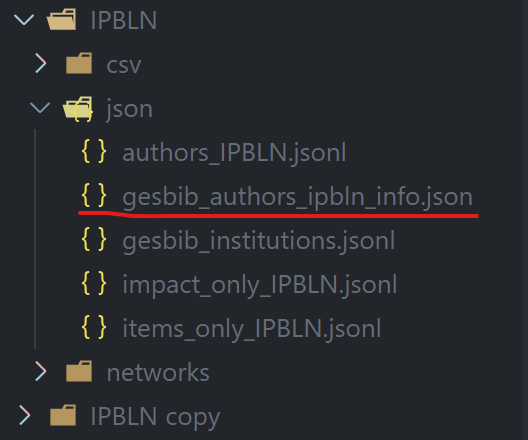 IPBLN
csv
json
{ } authors_IPBLN.jsonl
{ } gesbib_authors_ipbln_info.json
{ } gesbib_institutions.jsonl
{ } impact_only_IPBLN.jsonl
{ } items_only_IPBLN.jsonl
networks
IPBLN copy